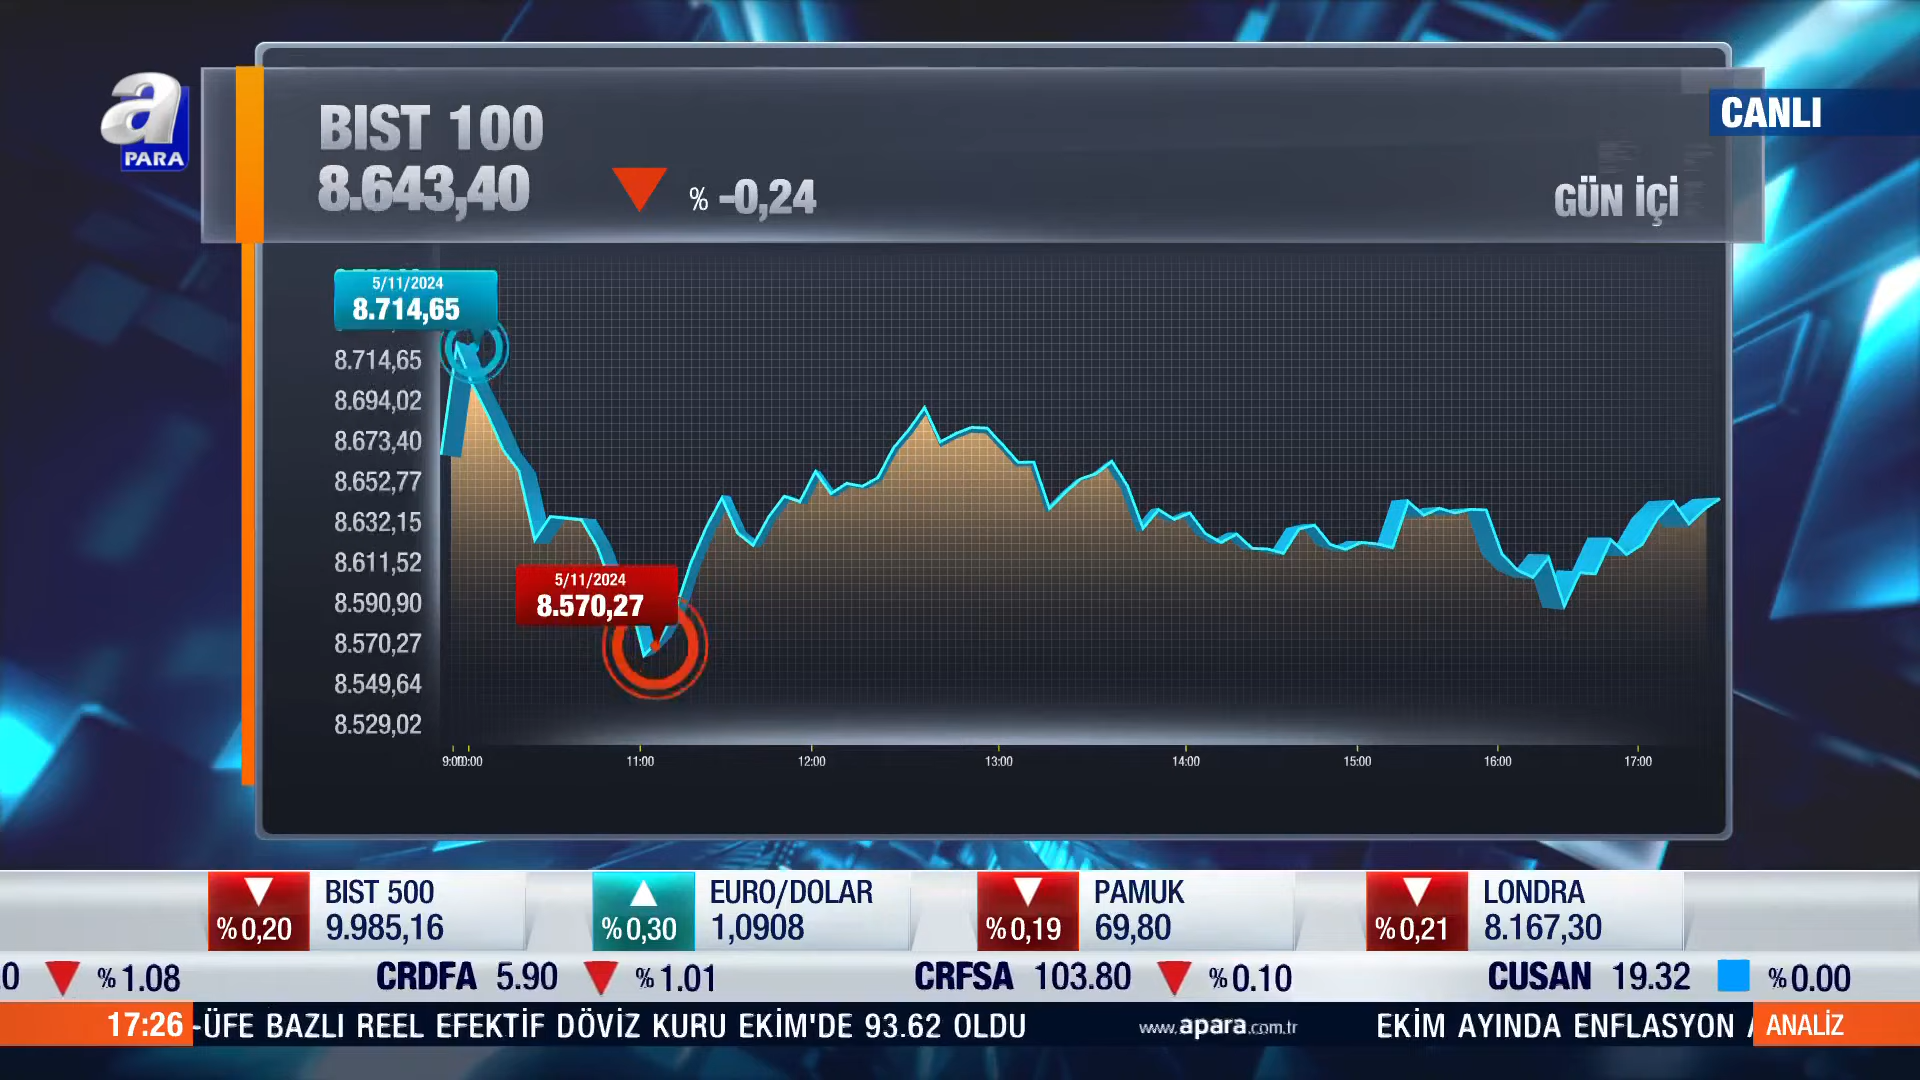 a
PARA
BIST 100
8.643,40
% -0,24
CANLI
GÜN İÇİ
5/11/2024
8.714,65
8.714,65
8.694,02
8.673,40
8.652,77
8.632,15
8.611,52
8.590,90
8.570,27
8.549,64
8.529,02
5/11/2024
8.570,27
11:00
12:00
13:00
14:00
15:00
16:00
17:00
%0,20
BIST 500
9.985,16
%0,30
EURO/DOLAR
1,0908
%0,19
PAMUK
69,80
%0,21
LONDRA
8.167,30
0 %1.08 CRDFA 5.90 %1.01 CRFSA 103.80 %0.10 CUSAN 19.32 %0.00
17:26 -ÜFE BAZLI REEL EFEKTİF DÖVİZ KURU EKİM'DE 93.62 OLDU www.apara.com.tr EKİM AYINDA ENFLASYON ANALİZ